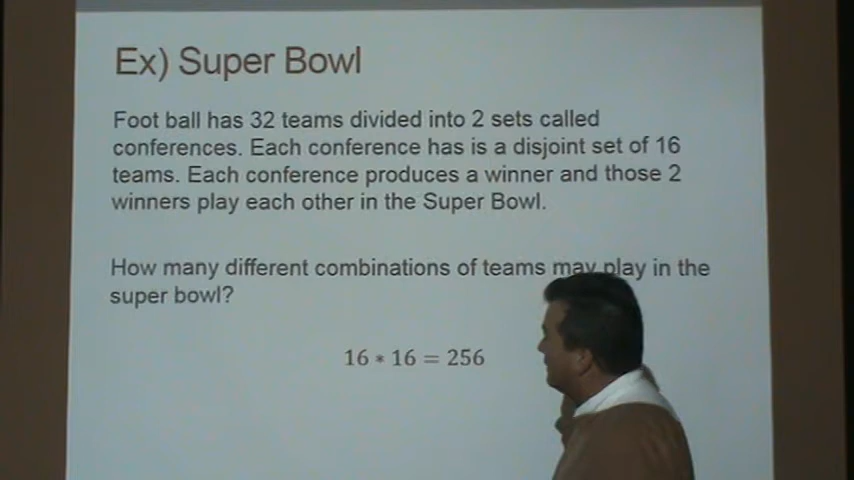 Ex) Super Bowl
Foot ball has 32 teams divided into 2 sets called
conferences. Each conference has is a disjoint set of 16
teams. Each conference produces a winner and those 2
winners play each other in the Super Bowl.
How many different combinations of teams may play in the
super bowl?
16 * 16 = 256